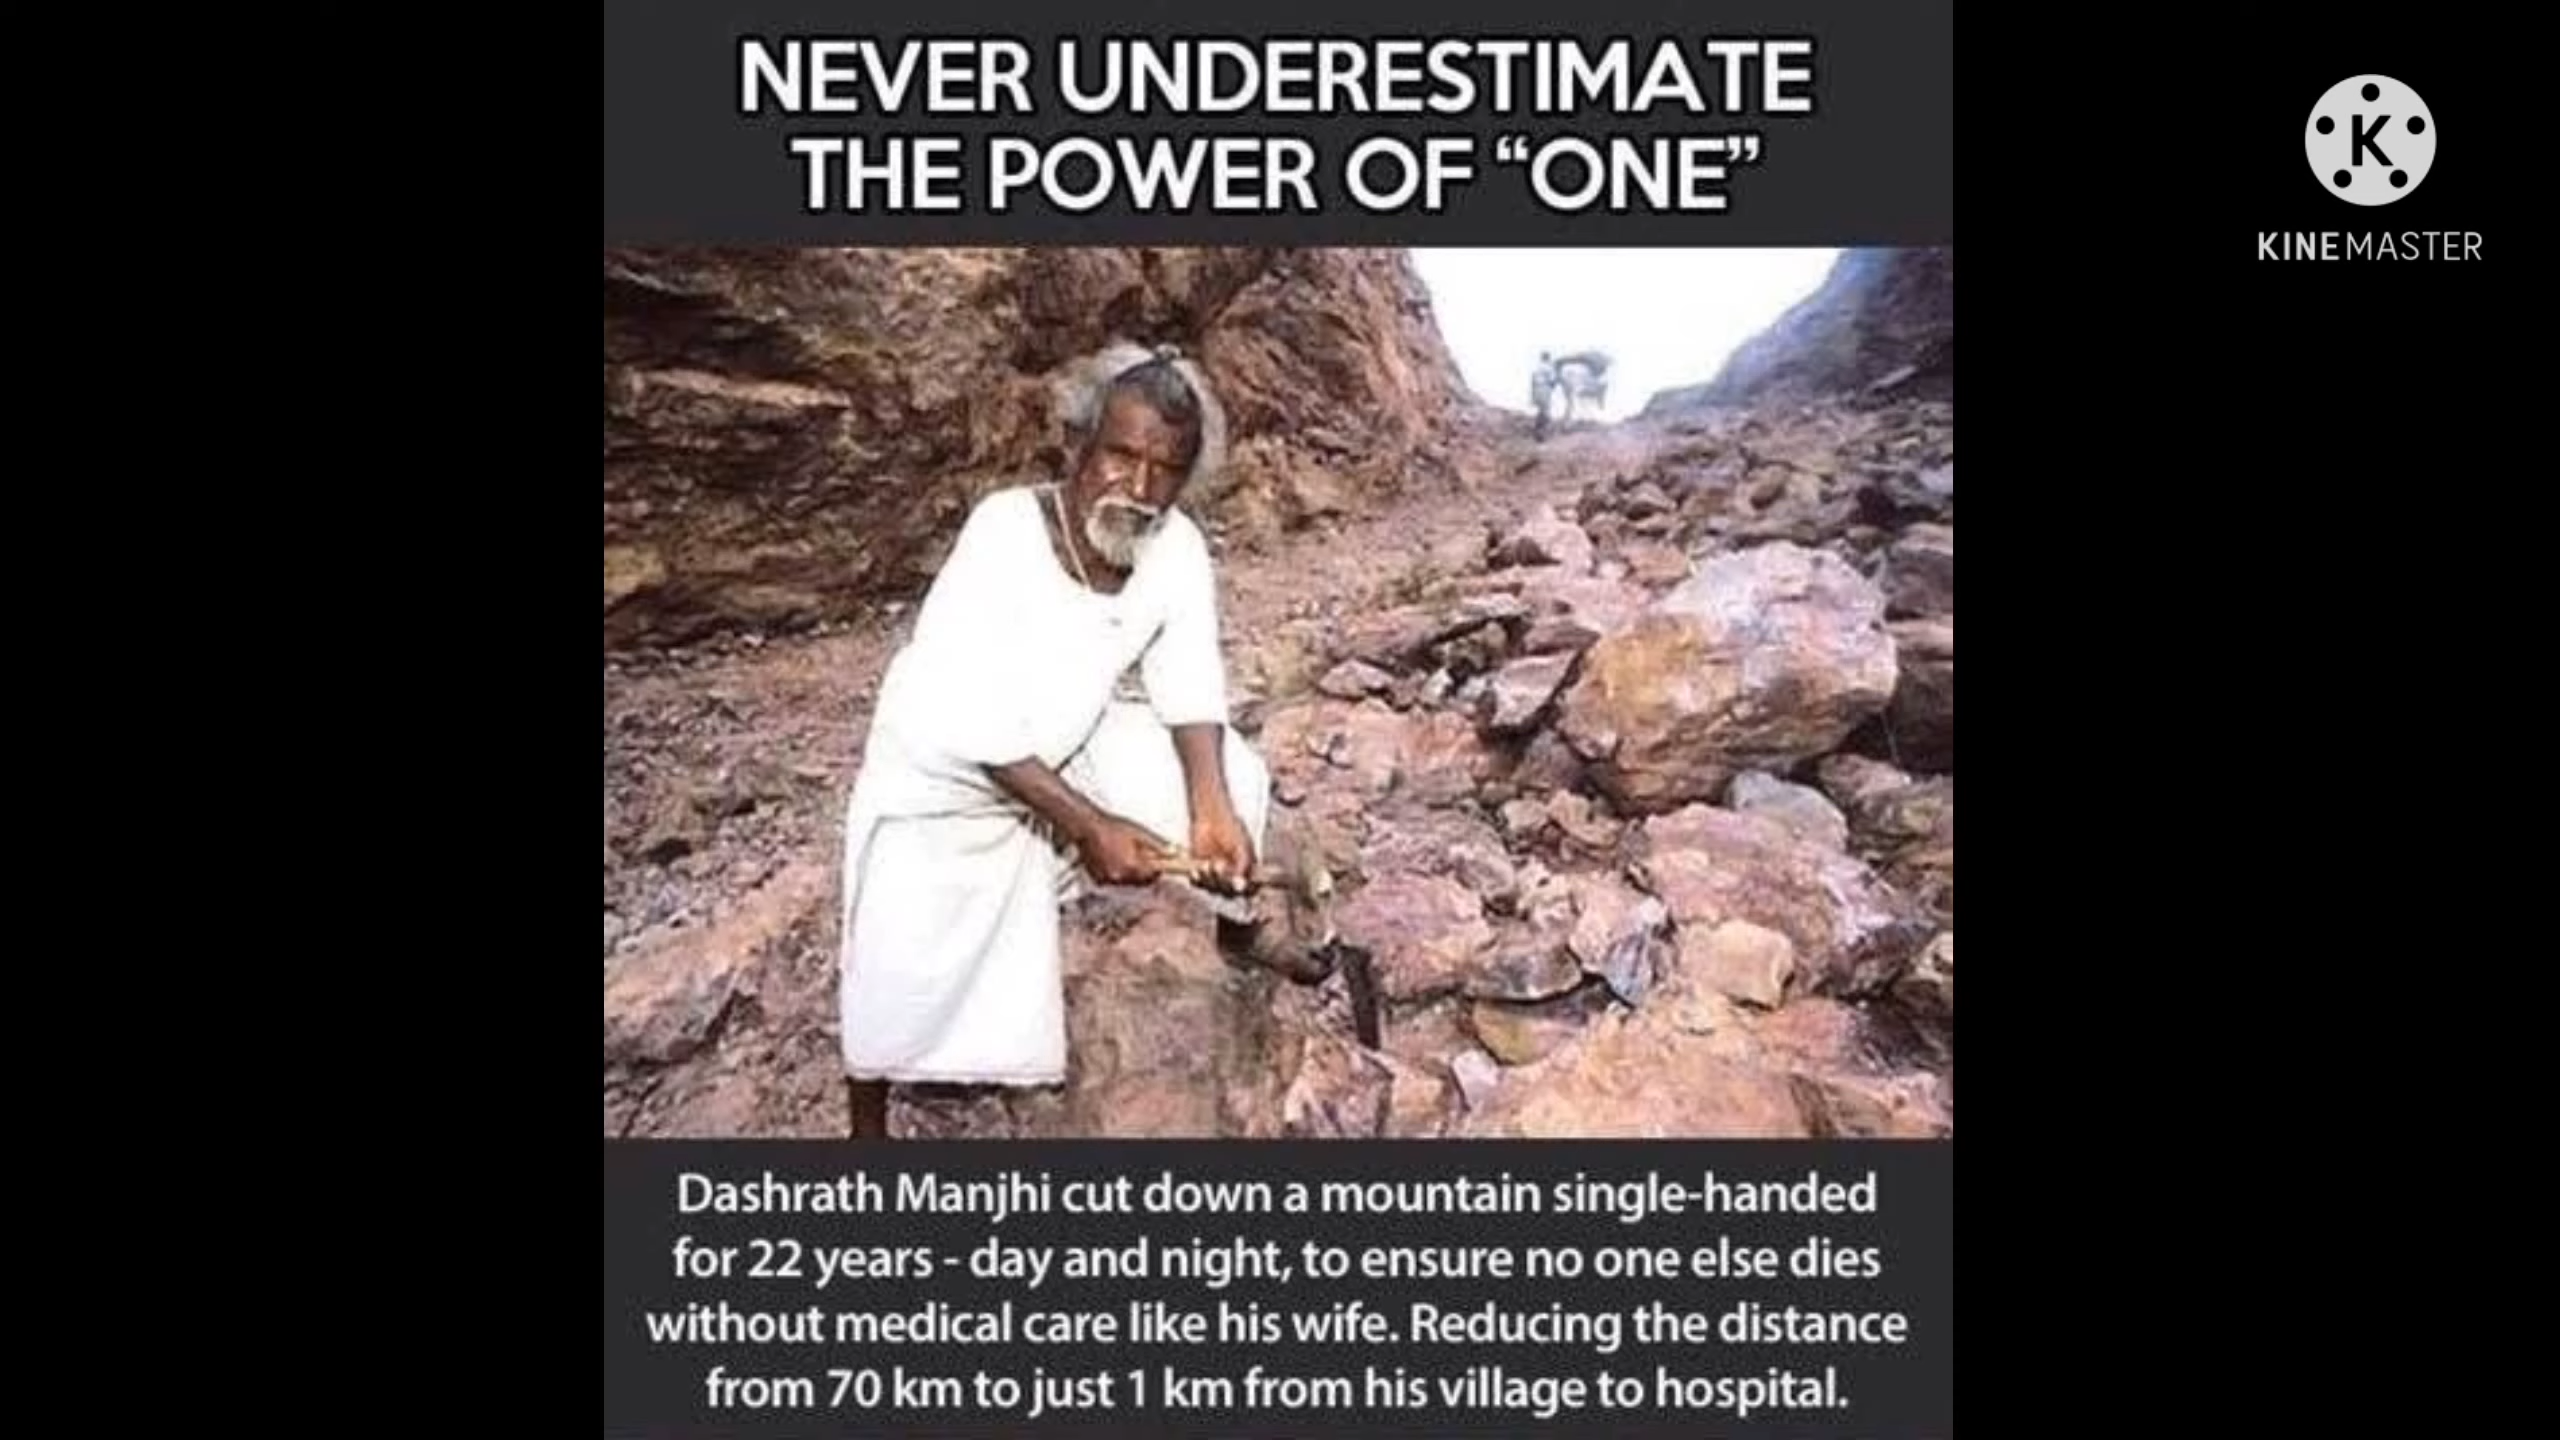 NEVER UNDERESTIMATE
THE POWER OF “ONE”
K
KINEMASTER
Dashrath Manjhi cut down a mountain single-handed
for 22 years - day and night, to ensure no one else dies
without medical care like his wife. Reducing the distance
from 70 km to just 1 km from his village to hospital.